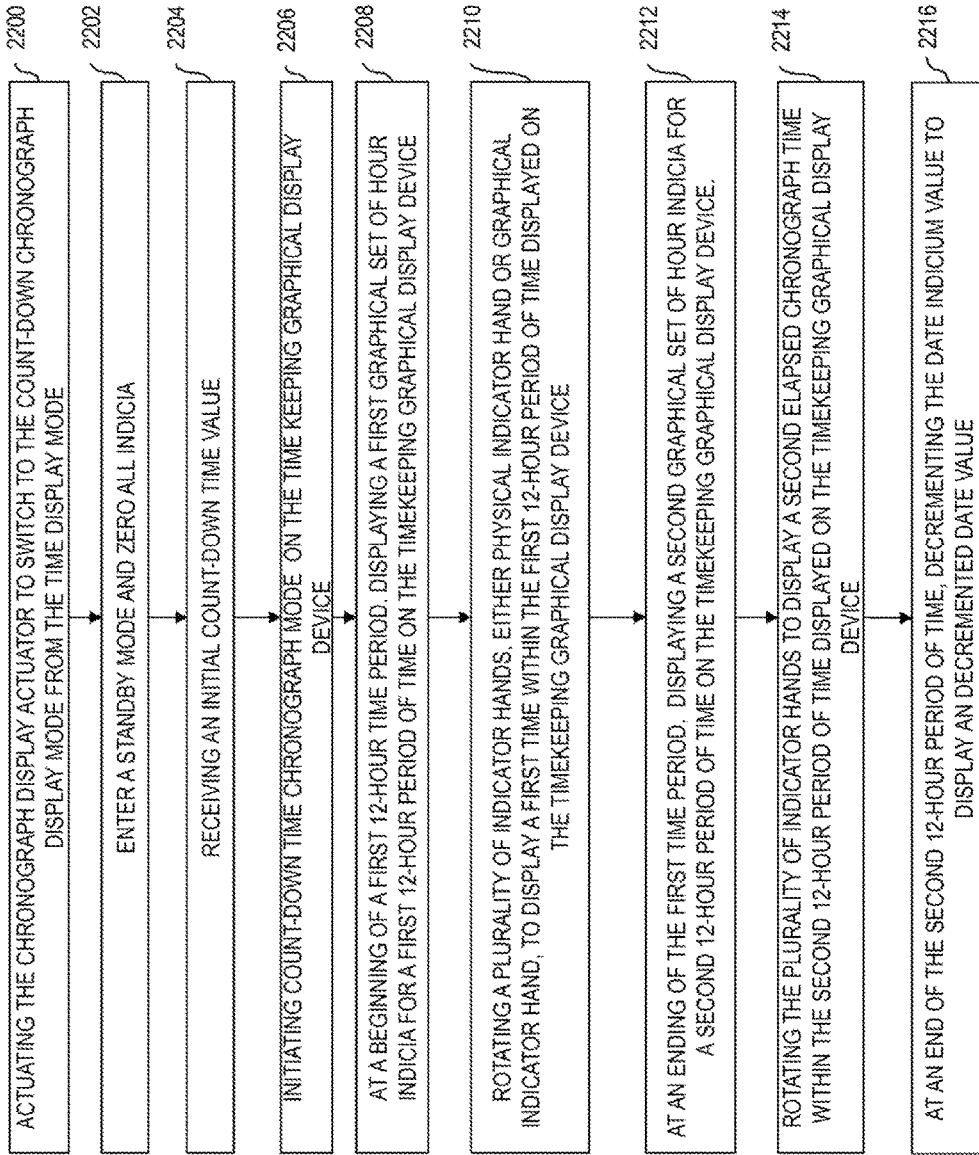 ACTUATING THE CHRONOGRAPH DISPLAY ACTUATOR TO SWITCH TO THE COUNT-DOWN CHRONOGRAPH
DISPLAY MODE FROM THE TIME DISPLAY MODE
2200
ENTER A STANDBY MODE AND ZERO ALL INDICIA
2202
RECEIVING AN INITIAL COUNT-DOWN TIME VALUE
2204
INITIATING COUNT-DOWN TIME CHRONOGRAPH MODE ON THE TIME KEEPING GRAPHICAL DISPLAY
DEVICE
2206
AT A BEGINNING OF A FIRST 12-HOUR TIME PERIOD, DISPLAYING A FIRST GRAPHICAL SET OF HOUR
INDICIA FOR A FIRST 12-HOUR PERIOD OF TIME ON THE TIMEKEEPING GRAPHICAL DISPLAY DEVICE
2208
ROTATING A PLURALITY OF INDICATOR HANDS, EITHER PHYSICAL INDICATOR HAND OR GRAPHICAL
INDICATOR HAND, TO DISPLAY A FIRST TIME WITHIN THE FIRST 12-HOUR PERIOD OF TIME DISPLAYED ON
THE TIMEKEEPING GRAPHICAL DISPLAY DEVICE
2210
AT AN ENDING OF THE FIRST TIME PERIOD, DISPLAYING A SECOND GRAPHICAL SET OF HOUR INDICIA FOR
A SECOND 12-HOUR PERIOD OF TIME ON THE TIMEKEEPING GRAPHICAL DISPLAY DEVICE.
2212
ROTATING THE PLURALITY OF INDICATOR HANDS TO DISPLAY A SECOND ELAPSED CHRONOGRAPH TIME
WITHIN THE SECOND 12-HOUR PERIOD OF TIME DISPLAYED ON THE TIMEKEEPING GRAPHICAL DISPLAY
DEVICE
2214
AT AN END OF THE SECOND 12-HOUR PERIOD OF TIME, DECREMENTING THE DATE INDICIUM VALUE TO
DISPLAY AN DECREMENTED DATE VALUE
2216